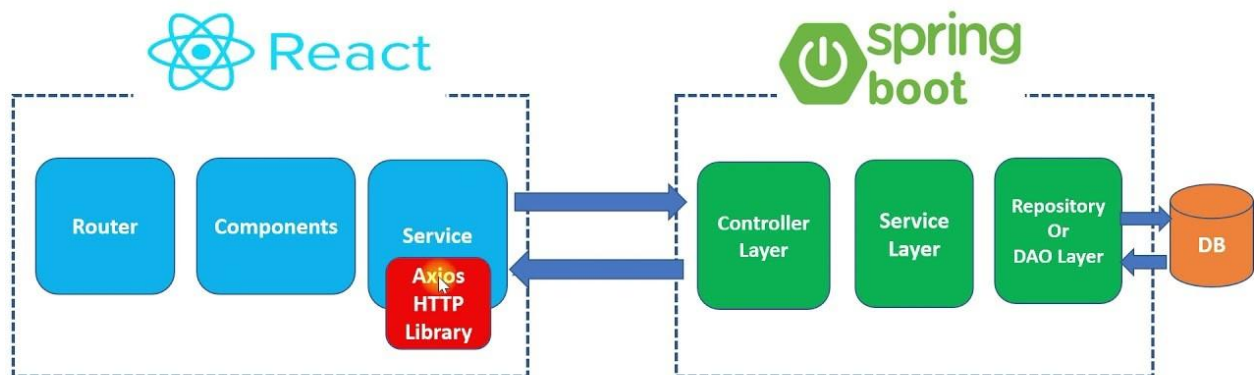 React
spring
boot
Router
Components
Service
Axios
HTTP
Library
Controller
Layer
Service
Layer
Repository
Or
DAO Layer
DB